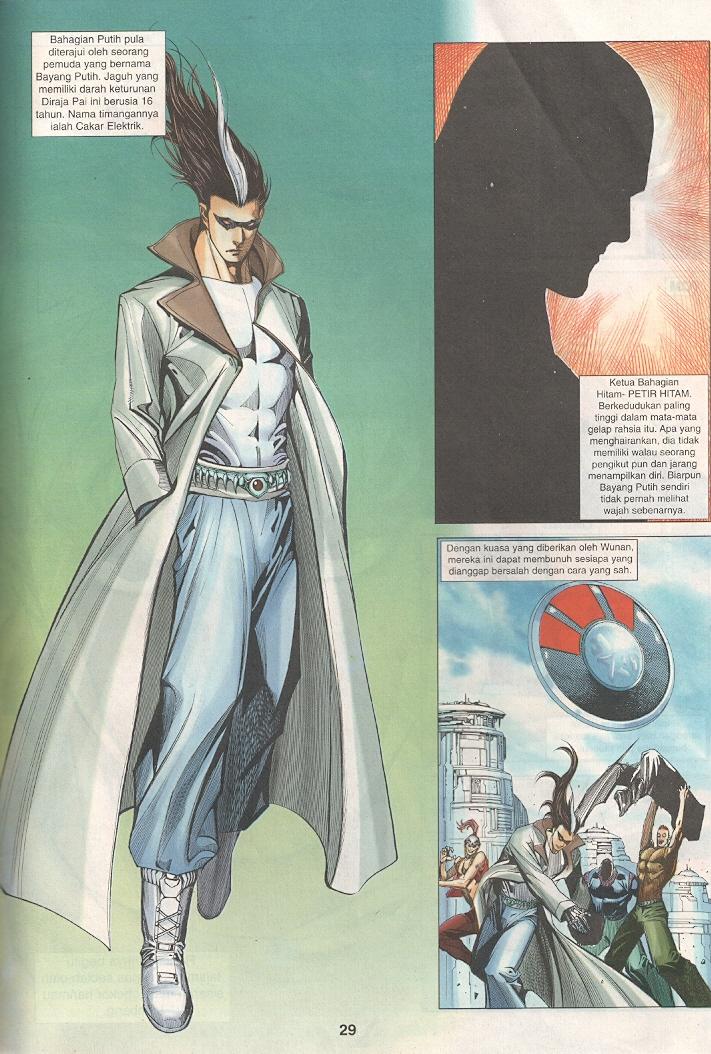 Bahagian Putih pula
diterajui oleh seorang
pemuda yang bernama
Bayang Putih. Jaguh yang
memiliki darah keturunan
Diraja Pai ini berusia 16
tahun. Nama timangannya
ialah Cakar Elektrik.
Ketua Bahagian
Hitam- PETIR HITAM.
Berkedudukan paling
tinggi dalam mata-mata
gelap rahsia itu. Apa yang
menghairankan, dia tidak
memiliki walau seorang
pengikut pun dan jarang
menampilkan diri. Biarpun
Bayang Putih sendiri
tidak pernah melihat
wajah sebenarnya.
Dengan kuasa yang diberikan oleh Wunan,
mereka ini dapat membunuh sesiapa yang
dianggap bersalah dengan cara yang sah.
29